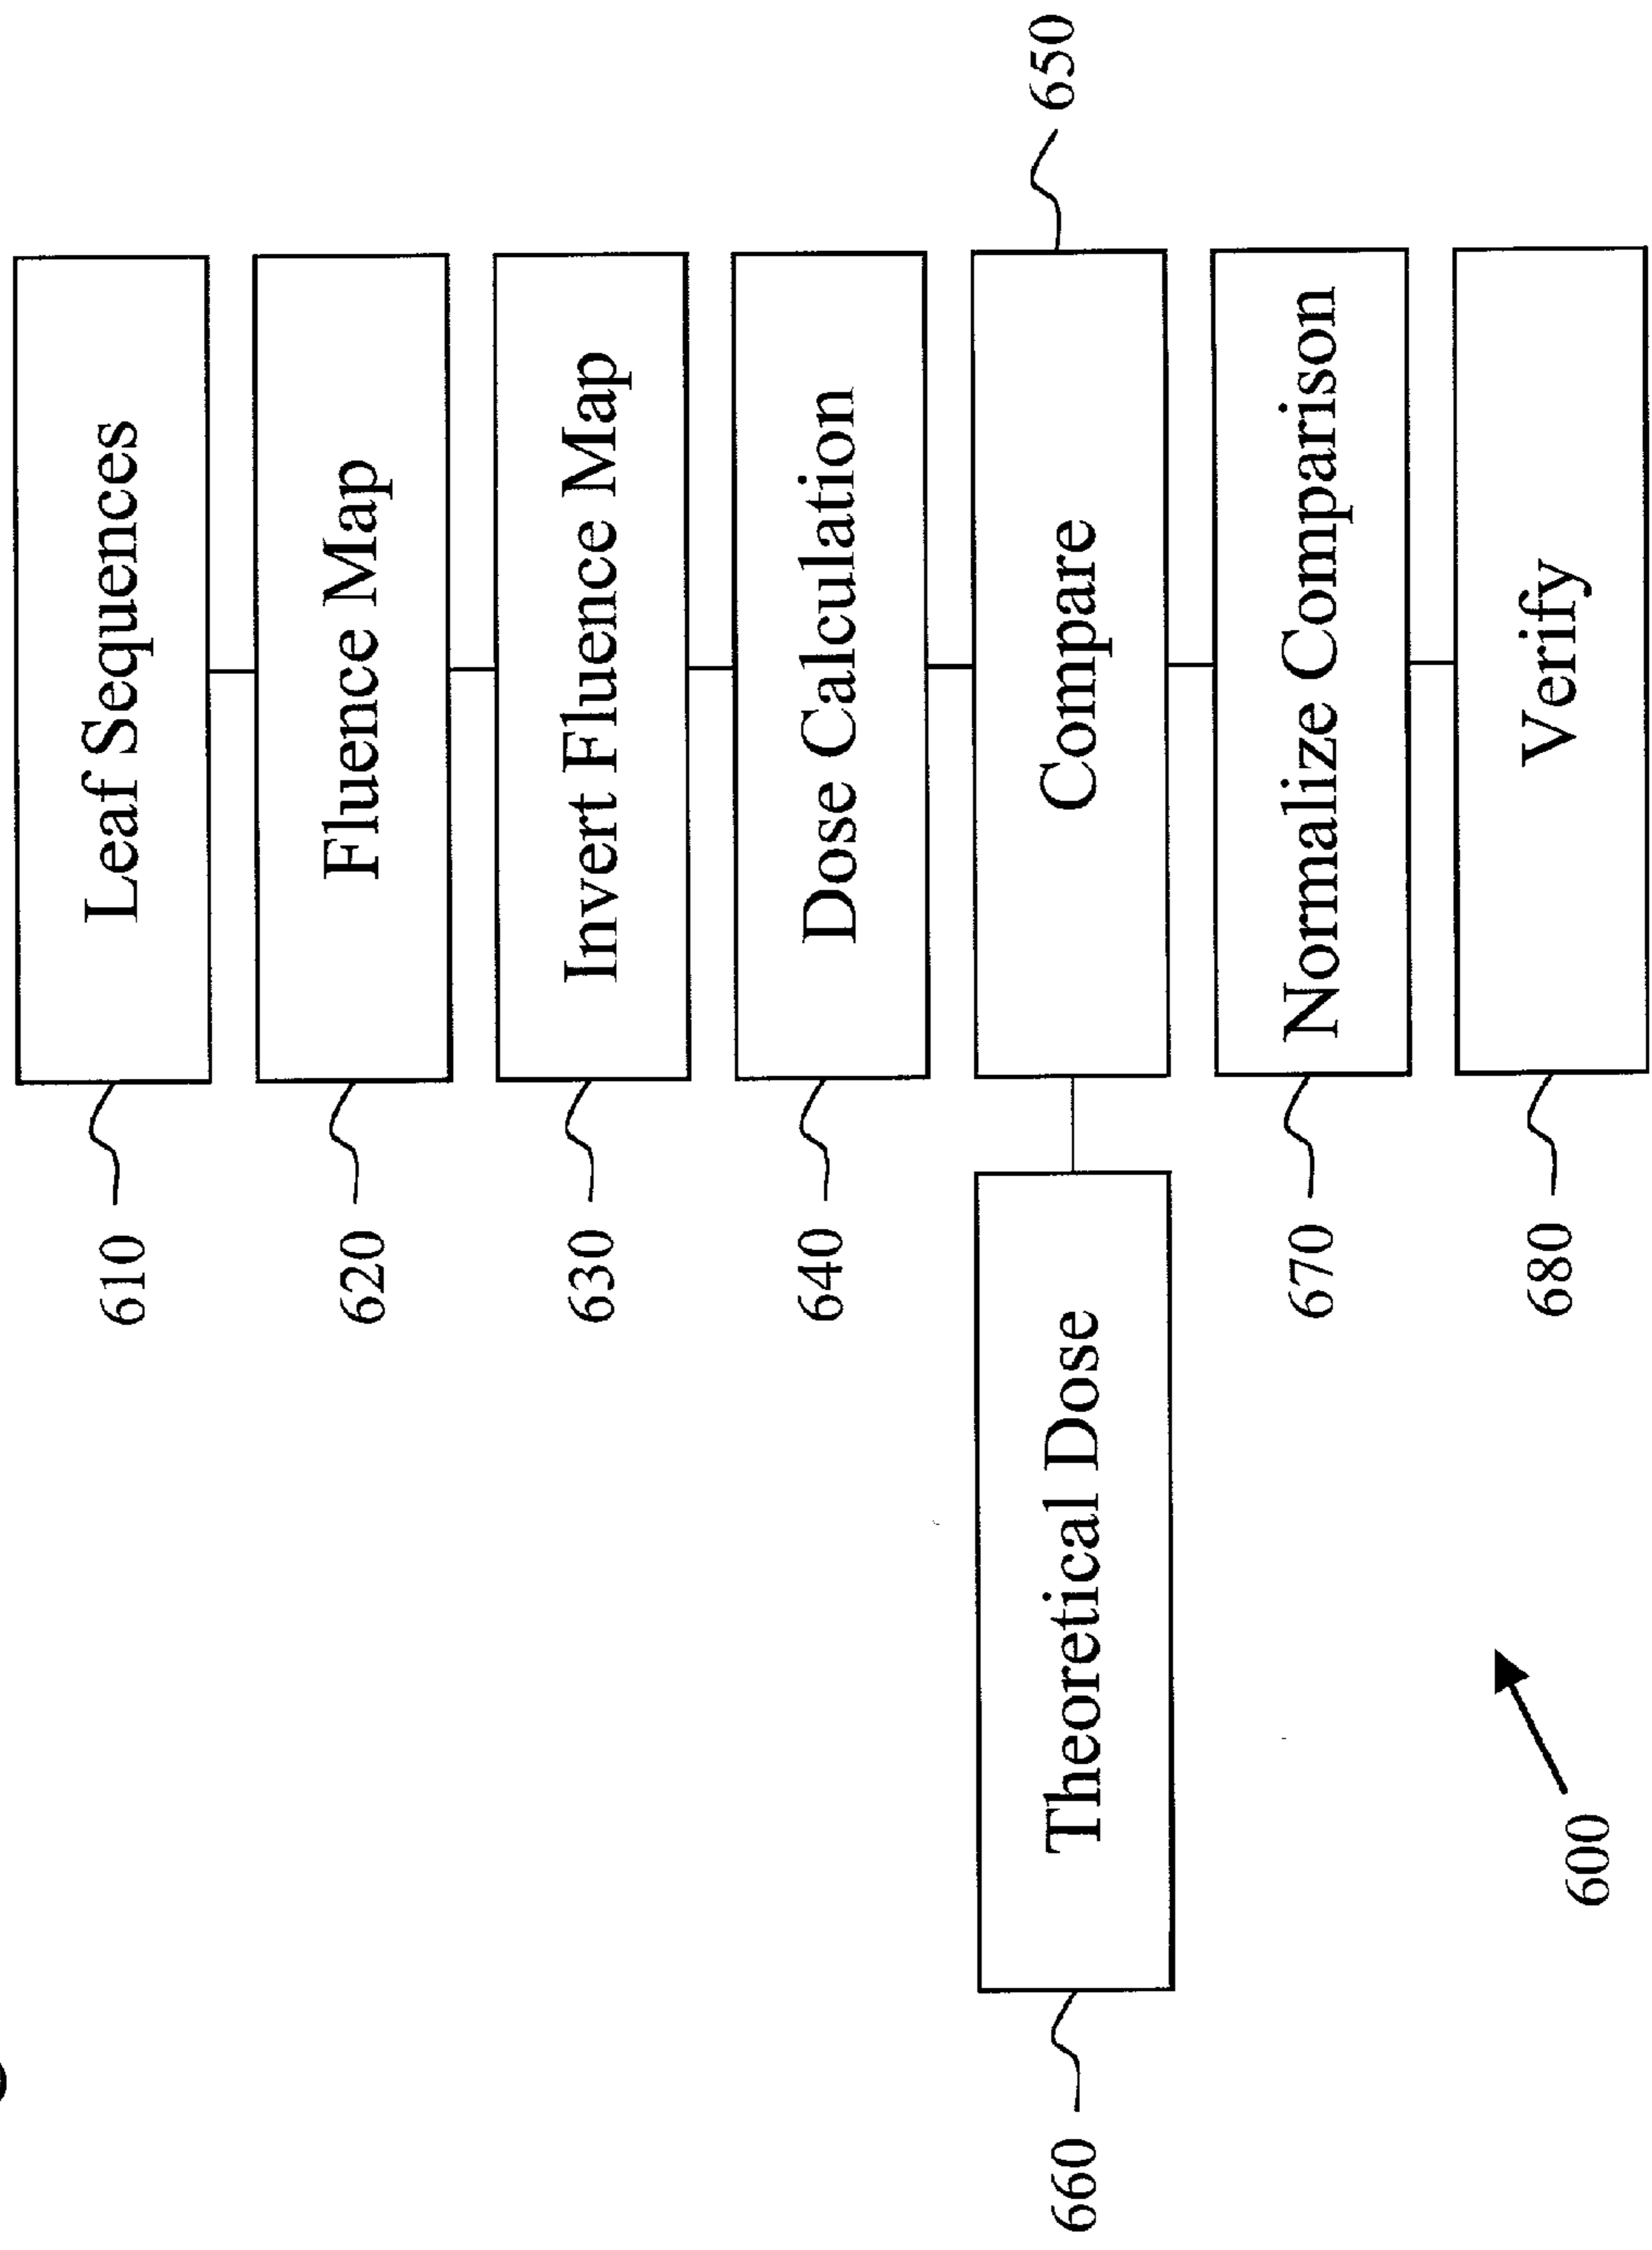 610
Leaf Sequences
620
Fluence Map
630
Invert Fluence Map
640
Dose Calculation
660
Theoretical Dose
Compare
650
670
Normalize Comparison
680
Verify
600